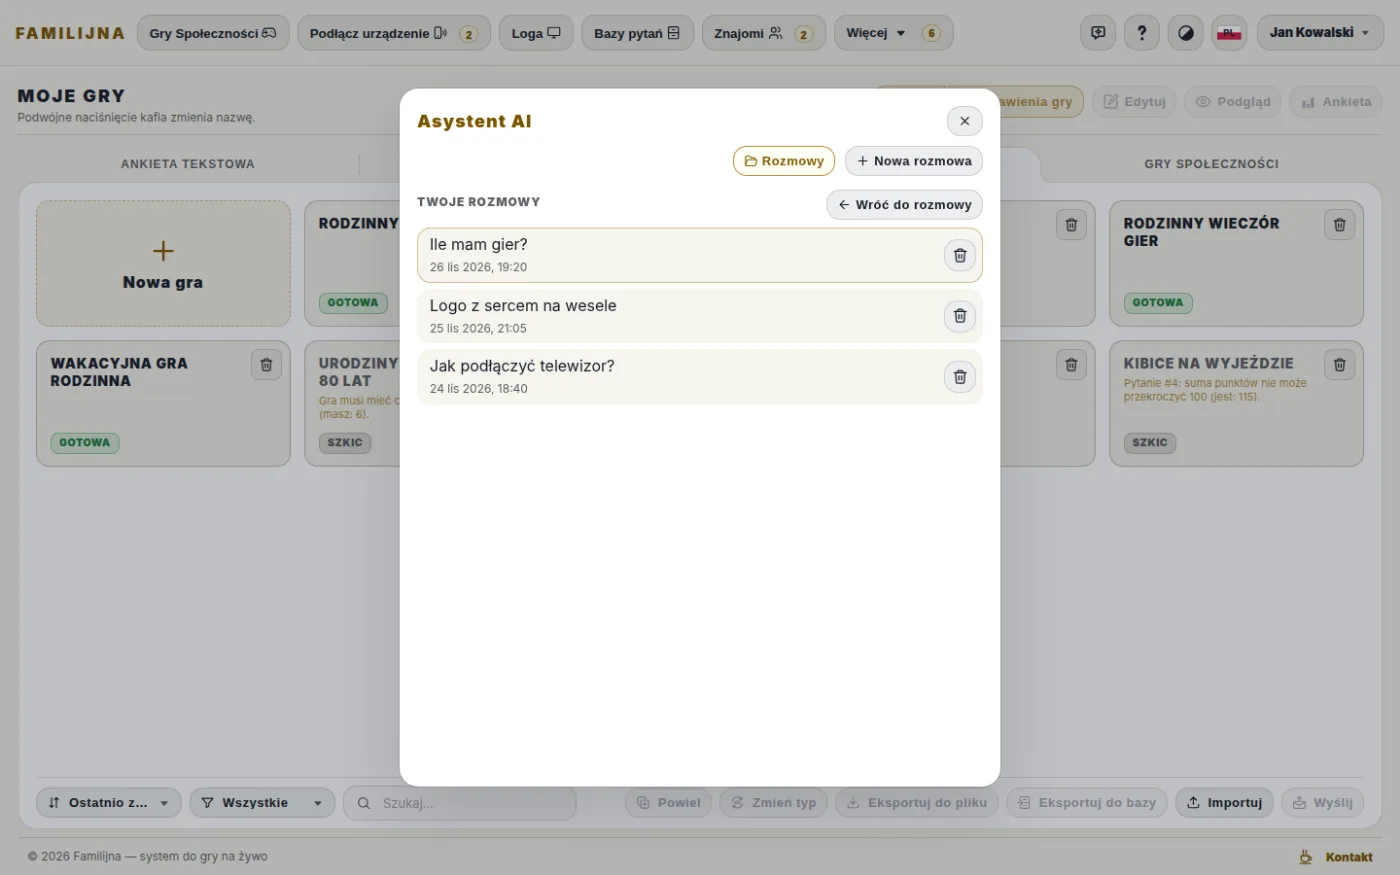 FAMILIJNA
Gry Społeczności
Podłącz urządzenie 2
Loga
Bazy pytań
Znajomi 2
Więcej 6
?
PL
Jan Kowalski
MOJE GRY
Podwójne naciśnięcie kafla zmienia nazwę.
awienia gry
Edytuj
Podgląd
Ankieta
ANKIETA TEKSTOWA
GRY SPOŁECZNOŚCI
Asystent AI
Rozmowy
Nowa rozmowa
TWOJE ROZMOWY
Wróć do rozmowy
Ile mam gier?
26 lis 2026, 19:20
Logo z sercem na wesele
25 lis 2026, 21:05
Jak podłączyć telewizor?
24 lis 2026, 18:40
Nowa gra
RODZINNY
GOTOWA
RODZINNY WIECZÓR
GIER
GOTOWA
WAKACYJNA GRA
RODZINNA
GOTOWA
URODZINY
80 LAT
Gra musi mieć
(masz: 6).
SZKIC
KIBICE NA WYJEŹDZIE
Pytanie #4: suma punktów nie może
przekroczyć 100 (jest: 115).
SZKIC
Ostatnio z...
Wszystkie
Szukaj...
Powiel
Zmień typ
Eksportuj do pliku
Eksportuj do bazy
Importuj
Wyślij
© 2026 Familijna — system do gry na żywo
Kontakt